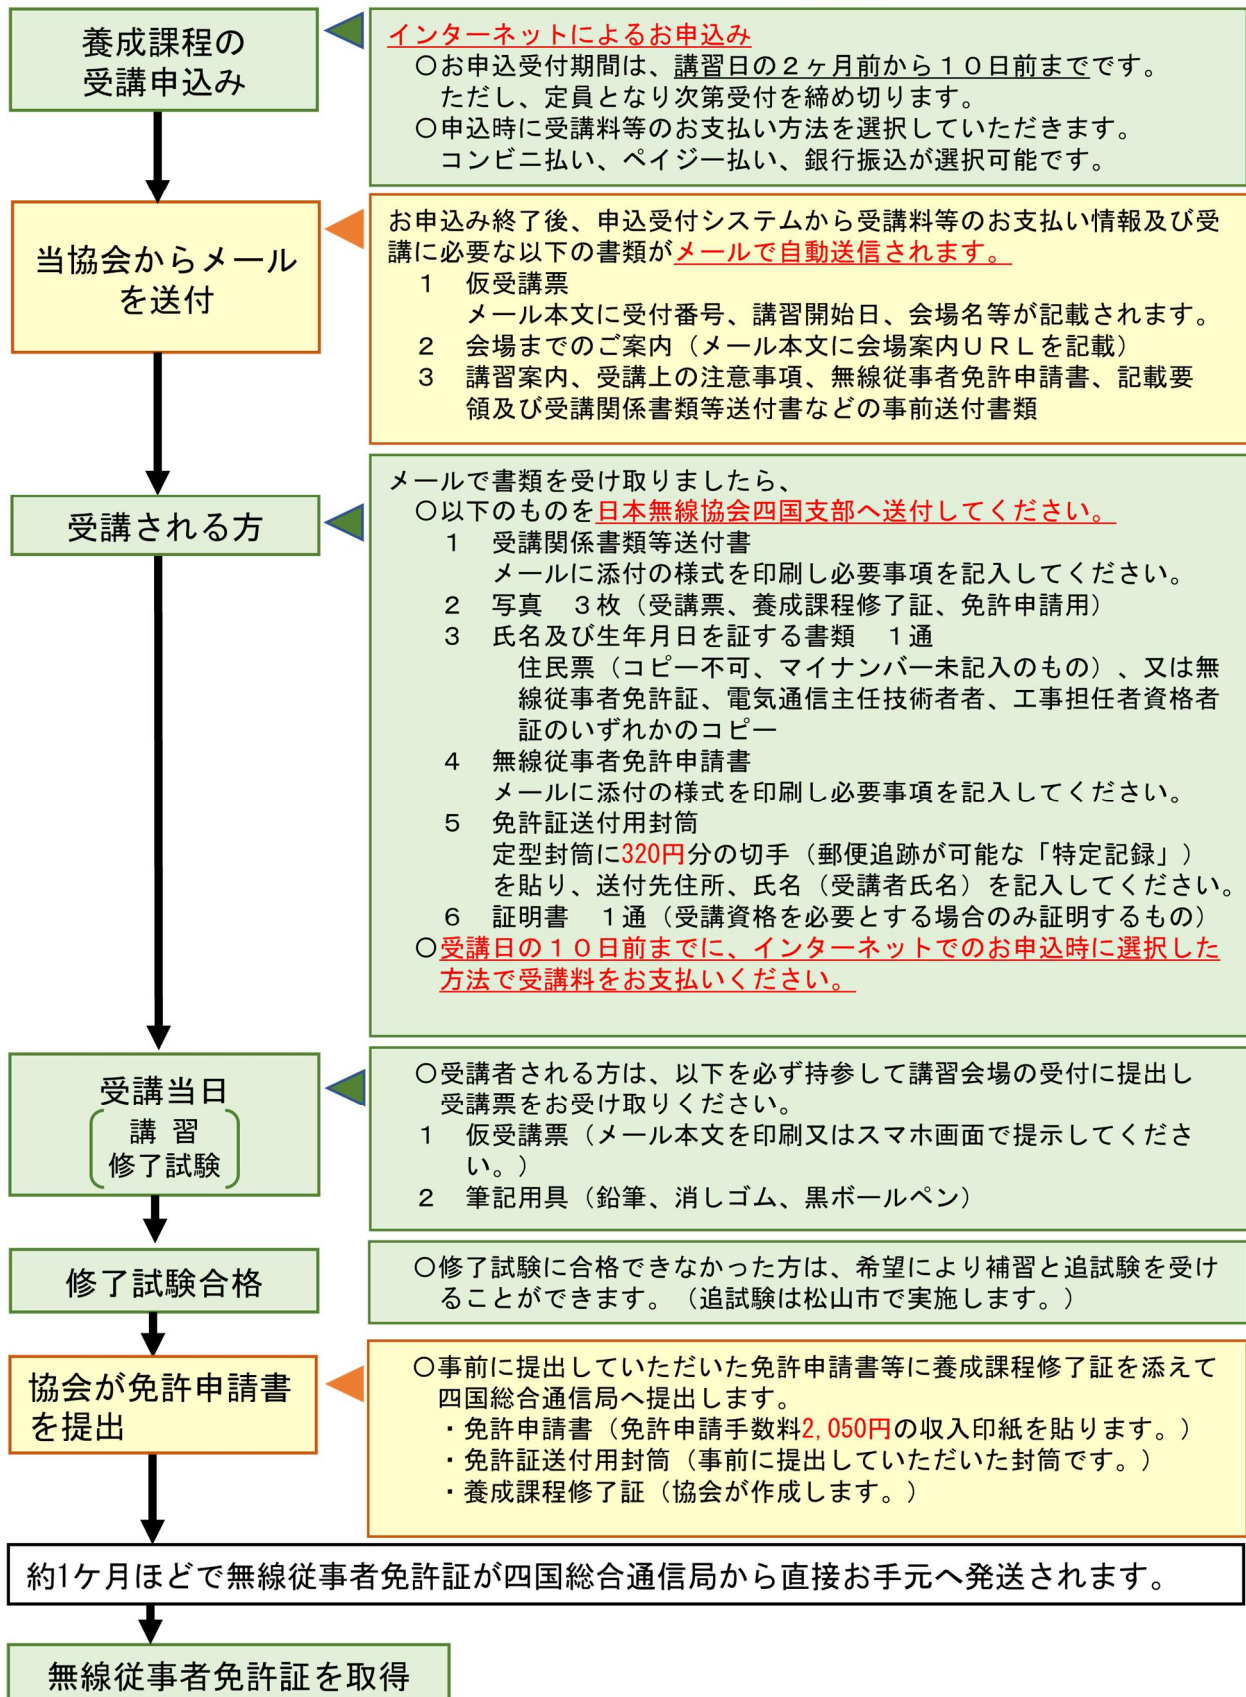 養成課程の
受講申込み
インターネットによるお申込み
○お申込受付期間は、講習日の２ヶ月前から１０日前までです。
ただし、定員となり次第受付を締め切ります。
○申込時に受講料等のお支払い方法を選択していただきます。
コンビニ払い、ペイジー払い、銀行振込が選択可能です。
当協会からメール
を送付
お申込み終了後、申込受付システムから受講料等のお支払い情報及び受
講に必要な以下の書類がメールで自動送信されます。
１　仮受講票
メール本文に受付番号、講習開始日、会場名等が記載されます。
２　会場までのご案内（メール本文に会場案内ＵＲＬを記載）
３　講習案内、受講上の注意事項、無線従事者免許申請書、記載要
領及び受講関係書類等送付書などの事前送付書類
受講される方
メールで書類を受け取りましたら、
○以下のものを日本無線協会四国支部へ送付してください。
１　受講関係書類等送付書
メールに添付の様式を印刷し必要事項を記入してください。
２　写真　３枚（受講票、養成課程修了証、免許申請用）
３　氏名及び生年月日を証する書類　１通
住民票（コピー不可、マイナンバー未記入のもの）、又は無
線従事者免許証、電気通信主任技術者者、工事担任者資格者
証のいずれかのコピー
４　無線従事者免許申請書
メールに添付の様式を印刷し必要事項を記入してください。
５　免許証送付用封筒
定型封筒に320円分の切手（郵便追跡が可能な「特定記録」）
を貼り、送付先住所、氏名（受講者氏名）を記入してください。
６　証明書　１通（受講資格を必要とする場合のみ証明するもの）
○受講日の１０日前までに、インターネットでのお申込時に選択した
方法で受講料をお支払いください。
受講当日
講 習
修了試験
○受講者される方は、以下を必ず持参して講習会場の受付に提出し
受講票をお受け取りください。
１　仮受講票（メール本文を印刷又はスマホ画面で提示してくださ
い。）
２　筆記用具（鉛筆、消しゴム、黒ボールペン）
修了試験合格
○修了試験に合格できなかった方は、希望により補習と追試験を受け
ることができます。（追試験は松山市で実施します。）
協会が免許申請書
を提出
○事前に提出していただいた免許申請書等に養成課程修了証を添えて
四国総合通信局へ提出します。
・免許申請書（免許申請手数料2,050円の収入印紙を貼ります。）
・免許証送付用封筒（事前に提出していただいた封筒です。）
・養成課程修了証（協会が作成します。）
約1ケ月ほどで無線従事者免許証が四国総合通信局から直接お手元へ発送されます。
無線従事者免許証を取得